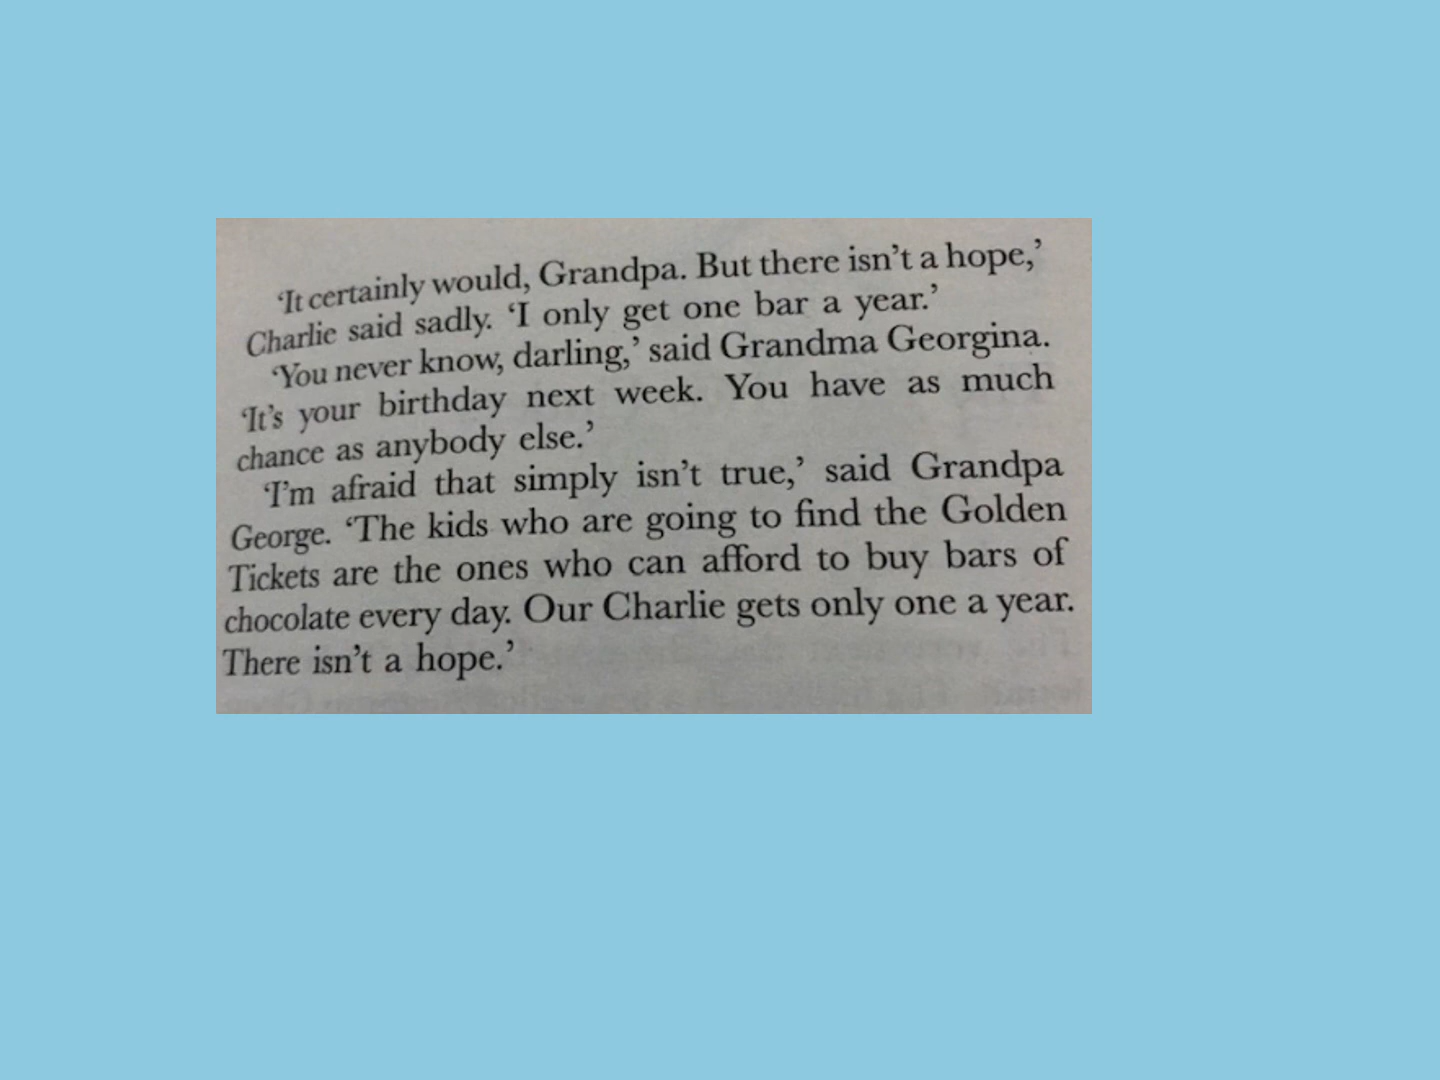 ‘It certainly would, Grandpa. But there isn’t a hope,’
Charlie said sadly. ‘I only get one bar a year.’
‘You never know, darling,’ said Grandma Georgina.
‘It’s your birthday next week. You have as much
chance as anybody else.’
‘I’m afraid that simply isn’t true,’ said Grandpa
George. ‘The kids who are going to find the Golden
Tickets are the ones who can afford to buy bars of
chocolate every day. Our Charlie gets only one a year.
There isn’t a hope.’